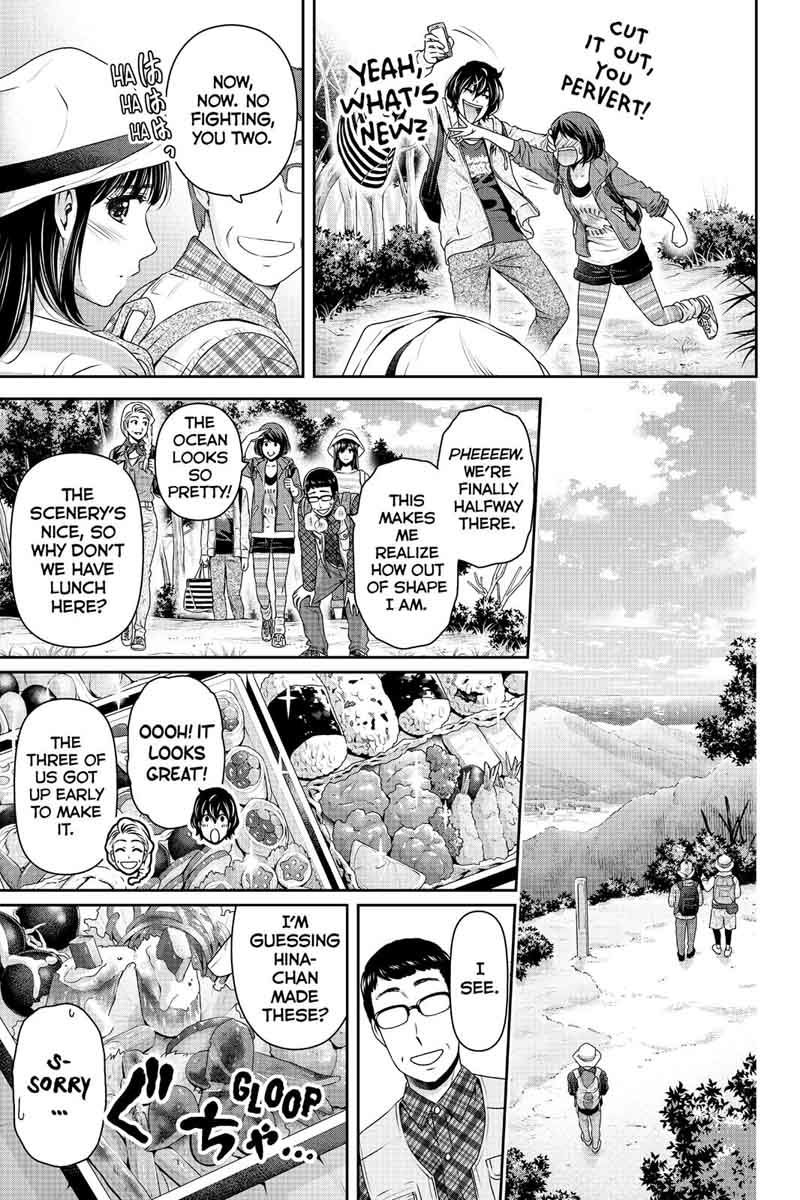 CUT
IT OUT,
YOU
PERVERT!
YEAH,
WHAT'S
NEW?
NOW,
NOW. NO
FIGHTING,
YOU TWO.
はははっ
HA
HA
HA
PHEEEEW.
WE'RE
FINALLY
HALFWAY
THERE.
THIS
MAKES
ME
REALIZE
HOW OUT
OF SHAPE
I AM.
THE
OCEAN
LOOKS
SO
PRETTY!
THE
SCENERY'S
NICE, SO
WHY DON'T
WE HAVE
LUNCH
HERE?
OOOH! IT
LOOKS
GREAT!
THE
THREE OF
US GOT
UP EARLY
TO MAKE
IT.
I
SEE.
I'M
GUESSING
HINA-
CHAN
MADE
THESE?
GLOOP
ぐちゃ...
S-
SORRY
...